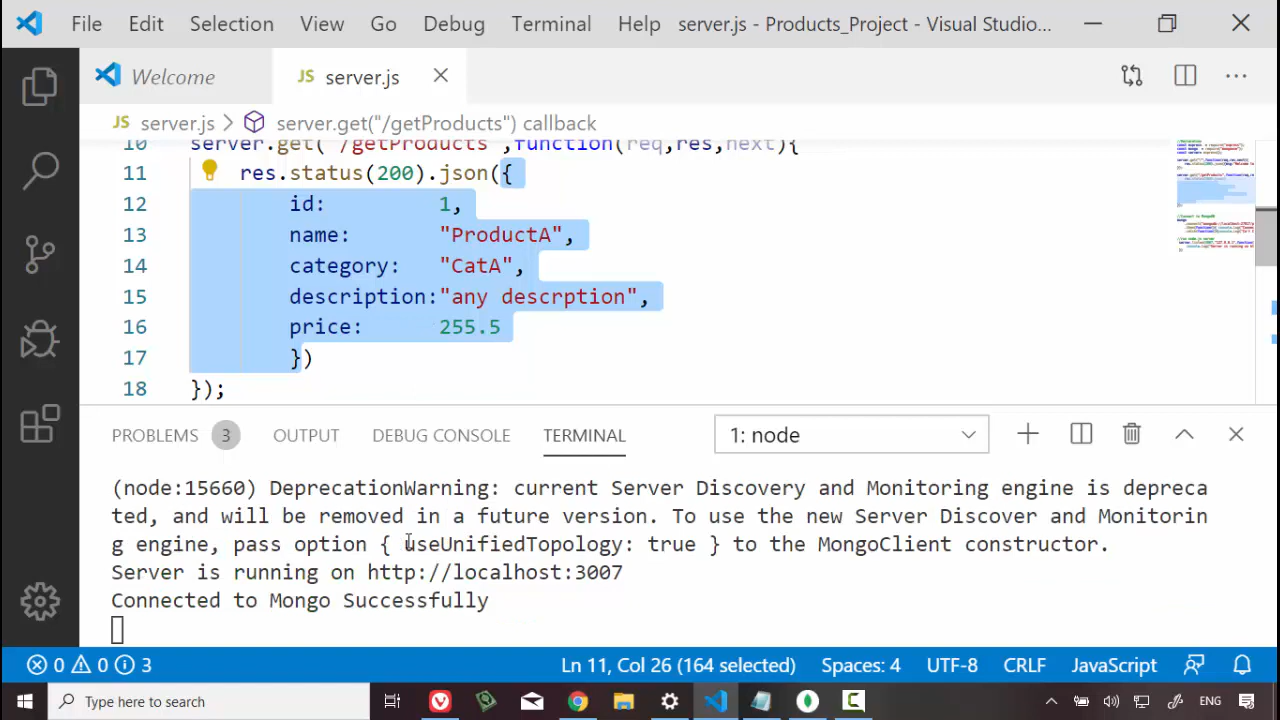 File Edit Selection View Go Debug Terminal Help server.js - Products_Project - Visual Studio...
Welcome JS server.js
JS server.js > server.get("/getProducts") callback
10 server.get("/getProducts",function(req,res,next){
11 res.status(200).json({
12 id: 1,
13 name: "ProductA",
14 category: "CatA",
15 description:"any descrption",
16 price: 255.5
17 })
18 });
PROBLEMS 3 OUTPUT DEBUG CONSOLE TERMINAL 1: node
(node:15660) DeprecationWarning: current Server Discovery and Monitoring engine is depreca
ted, and will be removed in a future version. To use the new Server Discover and Monitorin
g engine, pass option { useUnifiedTopology: true } to the MongoClient constructor.
Server is running on http://localhost:3007
Connected to Mongo Successfully
0 0 3 Ln 11, Col 26 (164 selected) Spaces: 4 UTF-8 CRLF JavaScript
Type here to search ENG